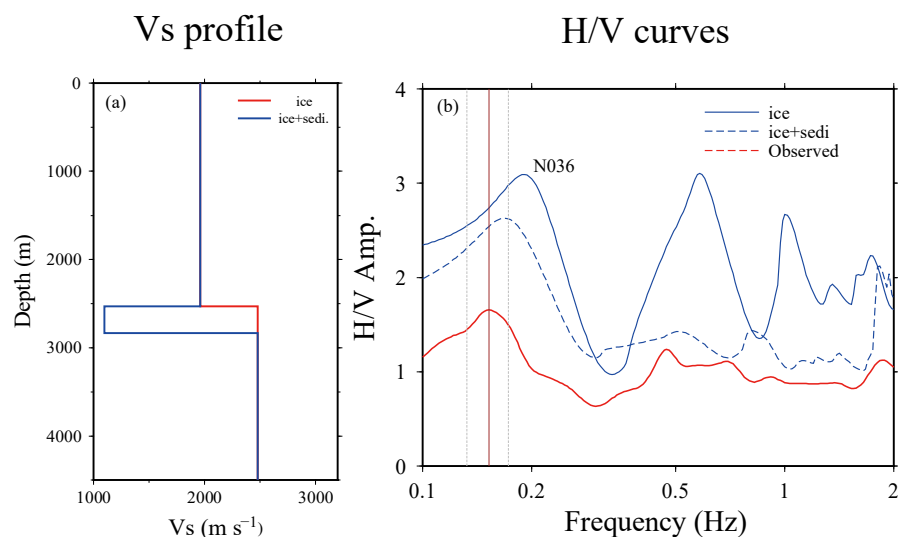 Vs profile
H/V curves
(a)
ice
ice+sedi.
0
1000
2000
3000
4000
Depth (m)
1000
2000
3000
Vs (m s⁻¹)
(b)
ice
ice+sedi
Observed
N036
4
3
2
1
0
H/V Amp.
0.1
0.2
0.5
1
2
Frequency (Hz)